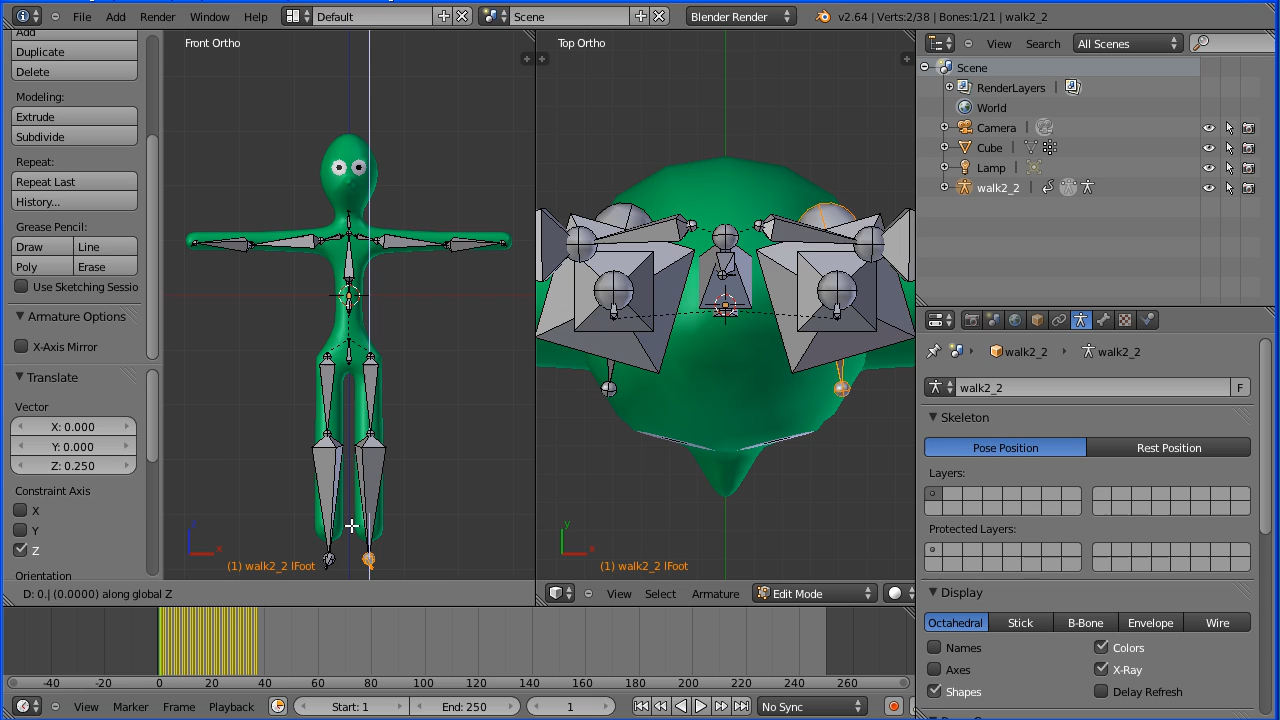 File Add Render Window Help Default Scene Blender Render v2.64 | Verts:2/38 | Bones:1/21 | walk2_2
Add
Duplicate
Delete
Modeling:
Extrude
Subdivide
Repeat:
Repeat Last
History...
Grease Pencil:
Draw Line
Poly Erase
Use Sketching Sessio
Armature Options
X-Axis Mirror
Translate
Vector
X: 0.000
Y: 0.000
Z: 0.250
Constraint Axis
X
Y
Z
Orientation
Front Ortho
(1) walk2_2 lFoot
D: 0.| (0.0000) along global Z
Top Ortho
(1) walk2_2 lFoot
View Select Armature Edit Mode
-40 -20 0 20 40 60 80 100 120 140 160 180 200 220 240 260
View Marker Frame Playback Start: 1 End: 250 1 No Sync
View Search All Scenes
Scene
RenderLayers
World
Camera
Cube
Lamp
walk2_2
walk2_2 walk2_2
walk2_2 F
Skeleton
Pose Position Rest Position
Layers:
Protected Layers:
Display
Octahedral Stick B-Bone Envelope Wire
Names Colors
Axes X-Ray
Shapes Delay Refresh